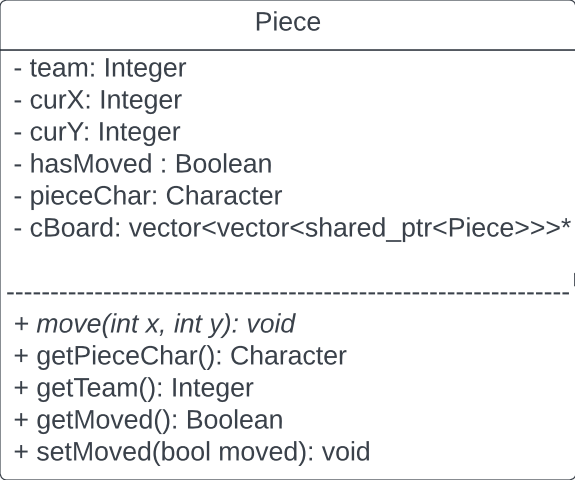 Piece
- team: Integer
- curX: Integer
- curY: Integer
- hasMoved : Boolean
- pieceChar: Character
- cBoard: vector<vector<shared_ptr<Piece>>>*
+ move(int x, int y): void
+ getPieceChar(): Character
+ getTeam(): Integer
+ getMoved(): Boolean
+ setMoved(bool moved): void